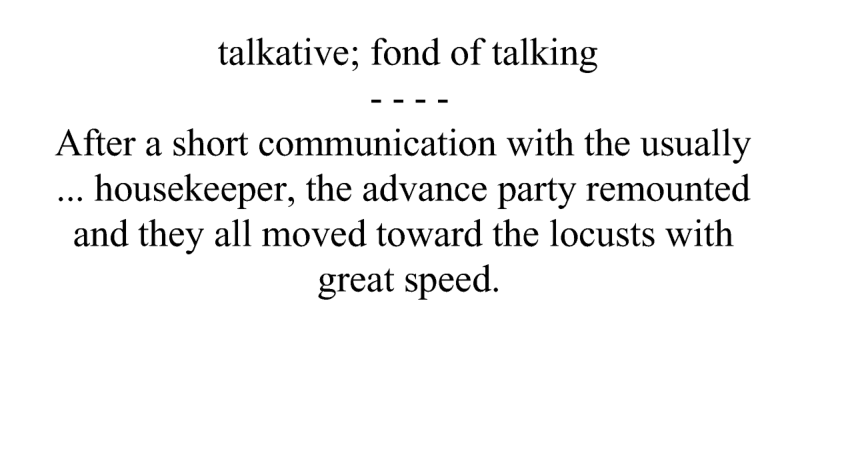 talkative; fond of talking
- - - -
After a short communication with the usually
... housekeeper, the advance party remounted
and they all moved toward the locusts with
great speed.